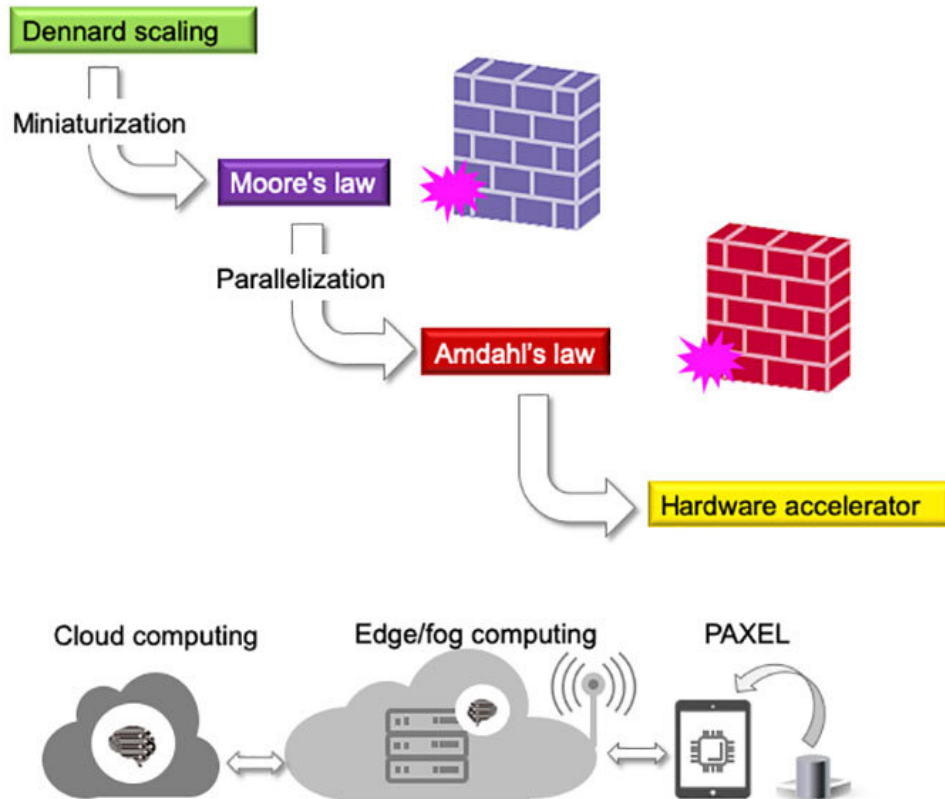 Dennard scaling
Miniaturization
Moore's law
Parallelization
Amdahl's law
Hardware accelerator
Cloud computing
Edge/fog computing
PAXEL